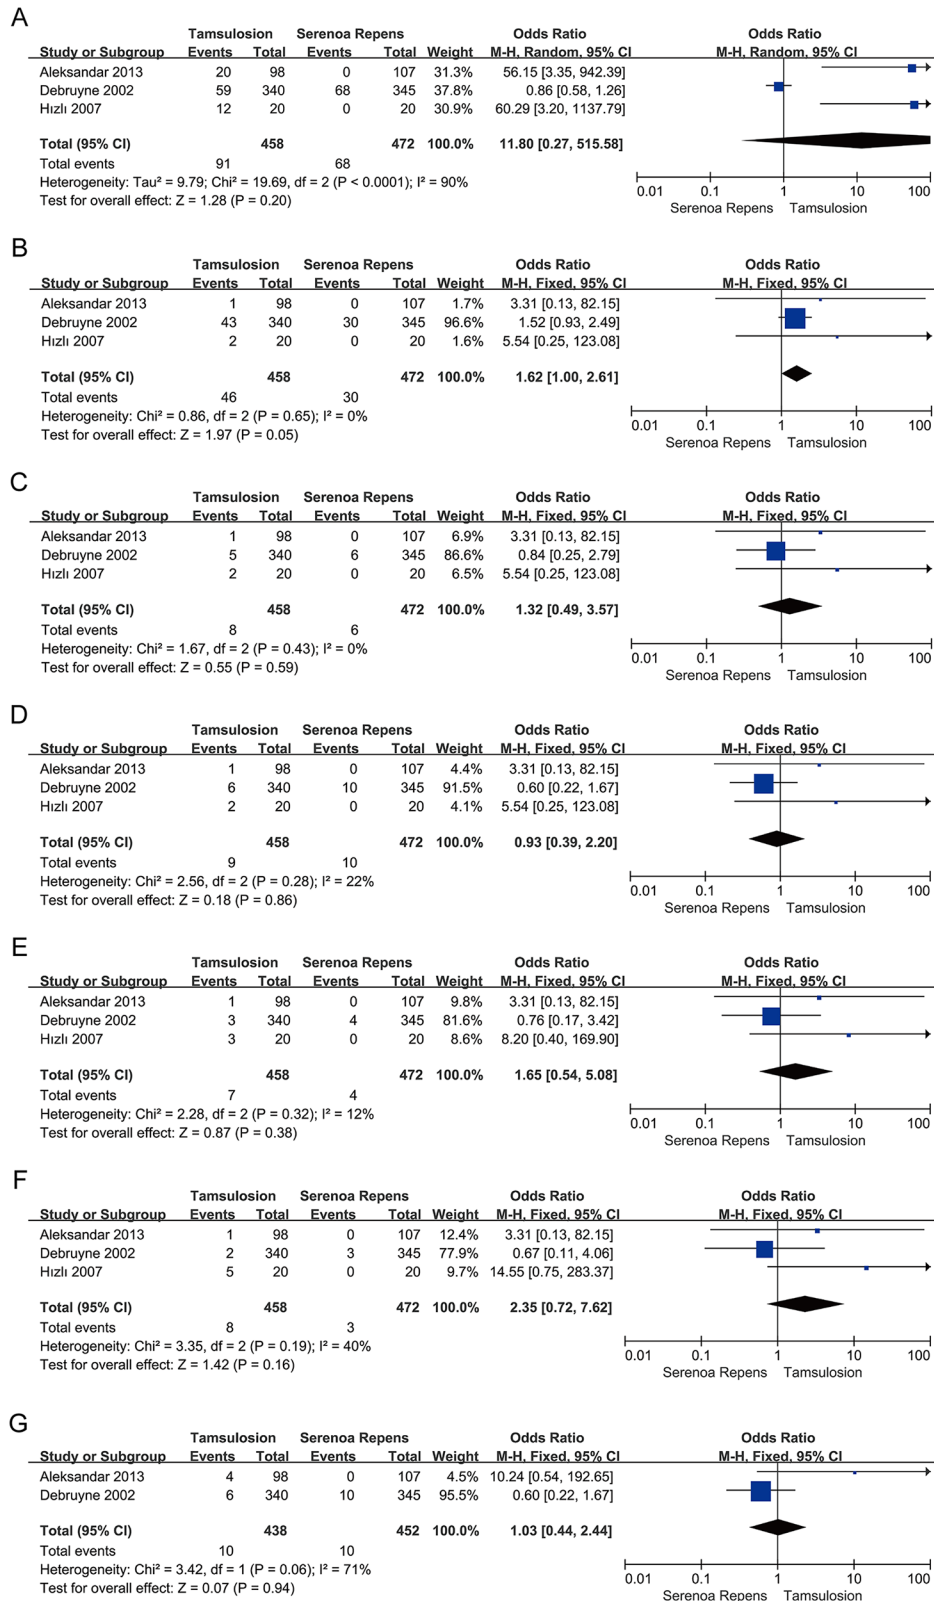 A
Tamsulosion Serenoa Repens Odds Ratio Odds Ratio
Study or Subgroup Events Total Events Total Weight M-H, Random, 95% CI M-H, Random, 95% CI
Aleksandar 2013 20 98 0 107 31.3% 56.15 [3.35, 942.39]
Debruyne 2002 59 340 68 345 37.8% 0.86 [0.58, 1.26]
Hızlı 2007 12 20 0 20 30.9% 60.29 [3.20, 1137.79]
Total (95% CI) 458 472 100.0% 11.80 [0.27, 515.58]
Total events 91 68
Heterogeneity: Tau² = 9.79; Chi² = 19.69, df = 2 (P < 0.0001); I² = 90%
Test for overall effect: Z = 1.28 (P = 0.20)
0.01 0.1 1 10 100
Serenoa Repens Tamsulosion
B
Tamsulosion Serenoa Repens Odds Ratio Odds Ratio
Study or Subgroup Events Total Events Total Weight M-H, Fixed, 95% CI M-H, Fixed, 95% CI
Aleksandar 2013 1 98 0 107 1.7% 3.31 [0.13, 82.15]
Debruyne 2002 43 340 30 345 96.6% 1.52 [0.93, 2.49]
Hızlı 2007 2 20 0 20 1.6% 5.54 [0.25, 123.08]
Total (95% CI) 458 472 100.0% 1.62 [1.00, 2.61]
Total events 46 30
Heterogeneity: Chi² = 0.86, df = 2 (P = 0.65); I² = 0%
Test for overall effect: Z = 1.97 (P = 0.05)
0.01 0.1 1 10 100
Serenoa Repens Tamsulosion
C
Tamsulosion Serenoa Repens Odds Ratio Odds Ratio
Study or Subgroup Events Total Events Total Weight M-H, Fixed, 95% CI M-H, Fixed, 95% CI
Aleksandar 2013 1 98 0 107 6.9% 3.31 [0.13, 82.15]
Debruyne 2002 5 340 6 345 86.6% 0.84 [0.25, 2.79]
Hızlı 2007 2 20 0 20 6.5% 5.54 [0.25, 123.08]
Total (95% CI) 458 472 100.0% 1.32 [0.49, 3.57]
Total events 8 6
Heterogeneity: Chi² = 1.67, df = 2 (P = 0.43); I² = 0%
Test for overall effect: Z = 0.55 (P = 0.59)
0.01 0.1 1 10 100
Serenoa Repens Tamsulosion
D
Tamsulosion Serenoa Repens Odds Ratio Odds Ratio
Study or Subgroup Events Total Events Total Weight M-H, Fixed, 95% CI M-H, Fixed, 95% CI
Aleksandar 2013 1 98 0 107 4.4% 3.31 [0.13, 82.15]
Debruyne 2002 6 340 10 345 91.5% 0.60 [0.22, 1.67]
Hızlı 2007 2 20 0 20 4.1% 5.54 [0.25, 123.08]
Total (95% CI) 458 472 100.0% 0.93 [0.39, 2.20]
Total events 9 10
Heterogeneity: Chi² = 2.56, df = 2 (P = 0.28); I² = 22%
Test for overall effect: Z = 0.18 (P = 0.86)
0.01 0.1 1 10 100
Serenoa Repens Tamsulosion
E
Tamsulosion Serenoa Repens Odds Ratio Odds Ratio
Study or Subgroup Events Total Events Total Weight M-H, Fixed, 95% CI M-H, Fixed, 95% CI
Aleksandar 2013 1 98 0 107 9.8% 3.31 [0.13, 82.15]
Debruyne 2002 3 340 4 345 81.6% 0.76 [0.17, 3.42]
Hızlı 2007 3 20 0 20 8.6% 8.20 [0.40, 169.90]
Total (95% CI) 458 472 100.0% 1.65 [0.54, 5.08]
Total events 7 4
Heterogeneity: Chi² = 2.28, df = 2 (P = 0.32); I² = 12%
Test for overall effect: Z = 0.87 (P = 0.38)
0.01 0.1 1 10 100
Serenoa Repens Tamsulosion
F
Tamsulosion Serenoa Repens Odds Ratio Odds Ratio
Study or Subgroup Events Total Events Total Weight M-H, Fixed, 95% CI M-H, Fixed, 95% CI
Aleksandar 2013 1 98 0 107 12.4% 3.31 [0.13, 82.15]
Debruyne 2002 2 340 3 345 77.9% 0.67 [0.11, 4.06]
Hızlı 2007 5 20 0 20 9.7% 14.55 [0.75, 283.37]
Total (95% CI) 458 472 100.0% 2.35 [0.72, 7.62]
Total events 8 3
Heterogeneity: Chi² = 3.35, df = 2 (P = 0.19); I² = 40%
Test for overall effect: Z = 1.42 (P = 0.16)
0.01 0.1 1 10 100
Serenoa Repens Tamsulosion
G
Tamsulosion Serenoa Repens Odds Ratio Odds Ratio
Study or Subgroup Events Total Events Total Weight M-H, Fixed, 95% CI M-H, Fixed, 95% CI
Aleksandar 2013 4 98 0 107 4.5% 10.24 [0.54, 192.65]
Debruyne 2002 6 340 10 345 95.5% 0.60 [0.22, 1.67]
Total (95% CI) 438 452 100.0% 1.03 [0.44, 2.44]
Total events 10 10
Heterogeneity: Chi² = 3.42, df = 1 (P = 0.06); I² = 71%
Test for overall effect: Z = 0.07 (P = 0.94)
0.01 0.1 1 10 100
Serenoa Repens Tamsulosion